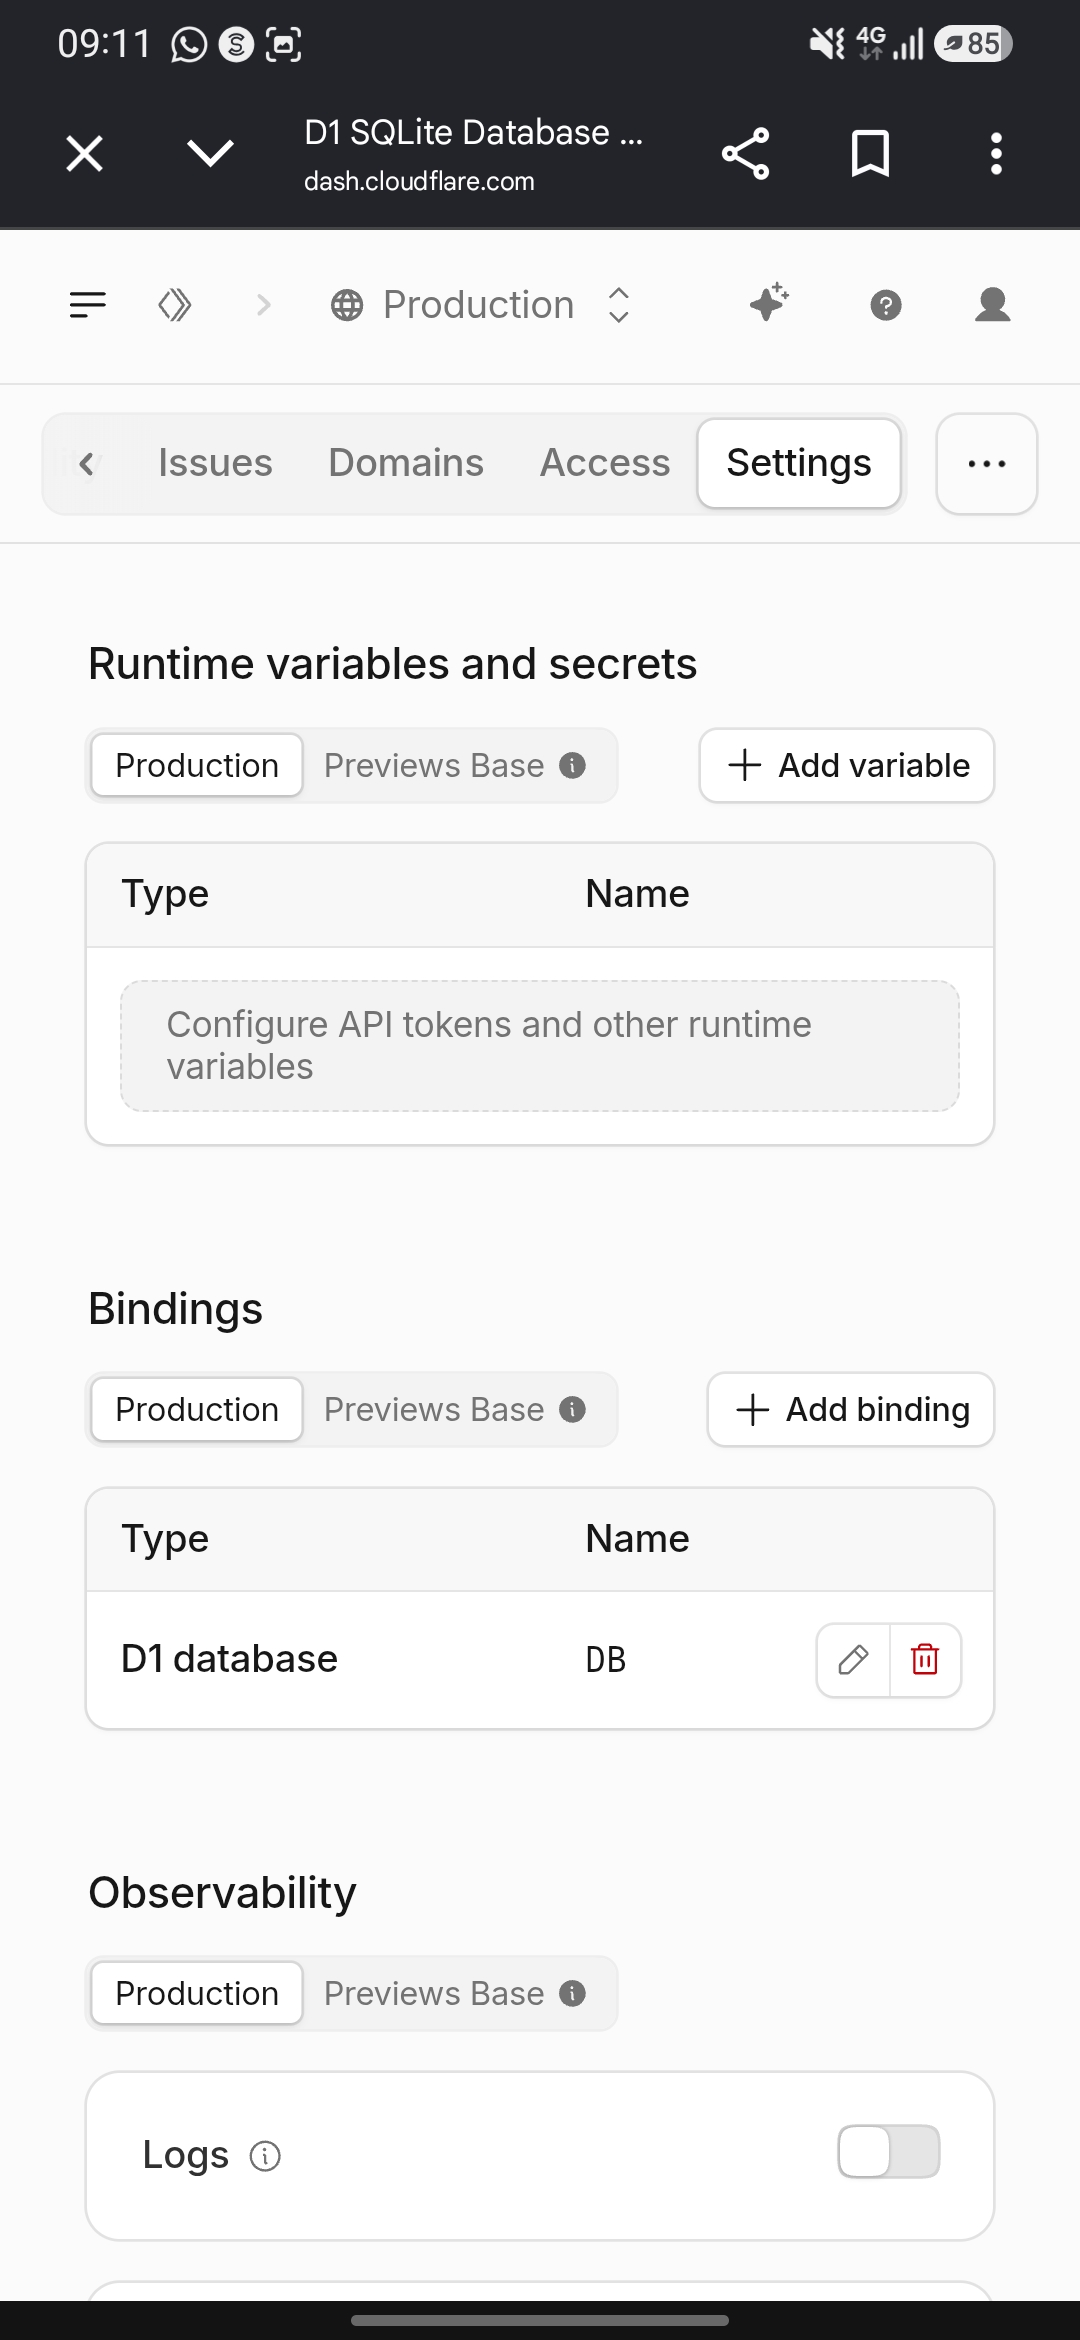 09:11
4G
85
D1 SQLite Database ...
dash.cloudflare.com
Production
Issues
Domains
Access
Settings
Runtime variables and secrets
Production
Previews Base
+ Add variable
Type
Name
Configure API tokens and other runtime
variables
Bindings
Production
Previews Base
+ Add binding
Type
Name
D1 database
DB
Observability
Production
Previews Base
Logs